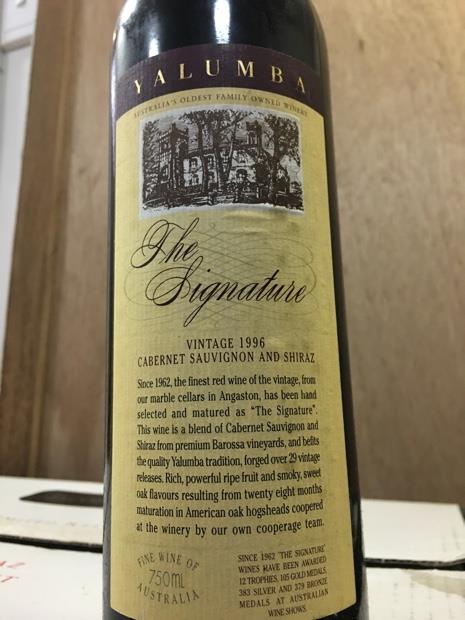 YALUMBA
AUSTRALIA'S OLDEST FAMILY OWNED WINERY
The
Signature
VINTAGE 1996
CABERNET SAUVIGNON AND SHIRAZ
Since 1962, the finest red wine of the vintage, from
our marble cellars in Angaston, has been hand
selected and matured as "The Signature".
This wine is a blend of Cabernet Sauvignon and
Shiraz from premium Barossa vineyards, and befits
the quality Yalumba tradition, forged over 29 vintage
releases. Rich, powerful ripe fruit and smoky, sweet
oak flavours resulting from twenty eight months
maturation in American oak hogsheads coopered
at the winery by our own cooperage team.
FINE WINE OF
750ML
AUSTRALIA
SINCE 1962 "THE SIGNATURE"
WINES HAVE BEEN AWARDED
12 TROPHIES, 105 GOLD MEDALS,
383 SILVER AND 379 BRONZE
MEDALS AT AUSTRALIAN
WINE SHOWS.